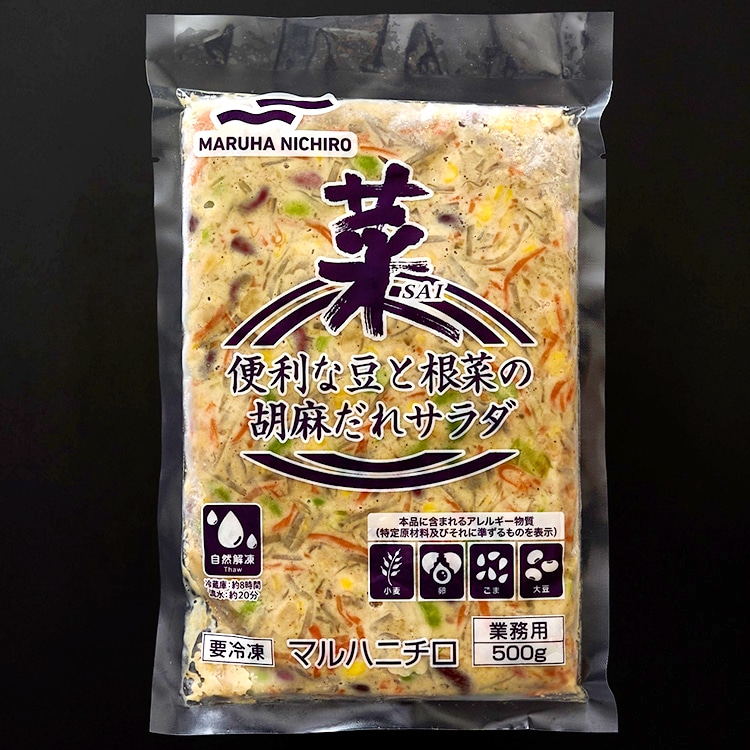 MARUHA NICHIRO
菜
SAI
便利な豆と根菜の
胡麻だれサラダ
自然解凍
Thaw
冷蔵庫:約8時間
流水:約20分
本品に含まれるアレルギー物質
(特定原材料及びそれに準ずるものを表示)
小麦
卵
ごま
大豆
要冷凍
マルハニチロ
業務用
500g